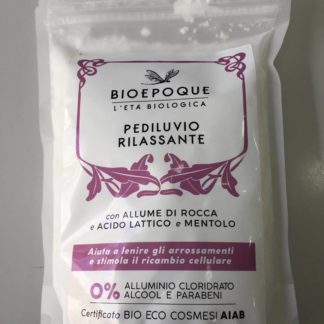 BIOEPOQUE
L'ETÀ BIOLOGICA
PEDILUVIO
RILASSANTE
con ALLUME DI ROCCA
e ACIDO LATTICO e MENTOLO
Aiuta a lenire gli arrossamenti
e stimola il ricambio cellulare
0% ALLUMINIO CLORIDRATO
ALCOOL E PARABENI
Certificato BIO ECO COSMESI AIAB